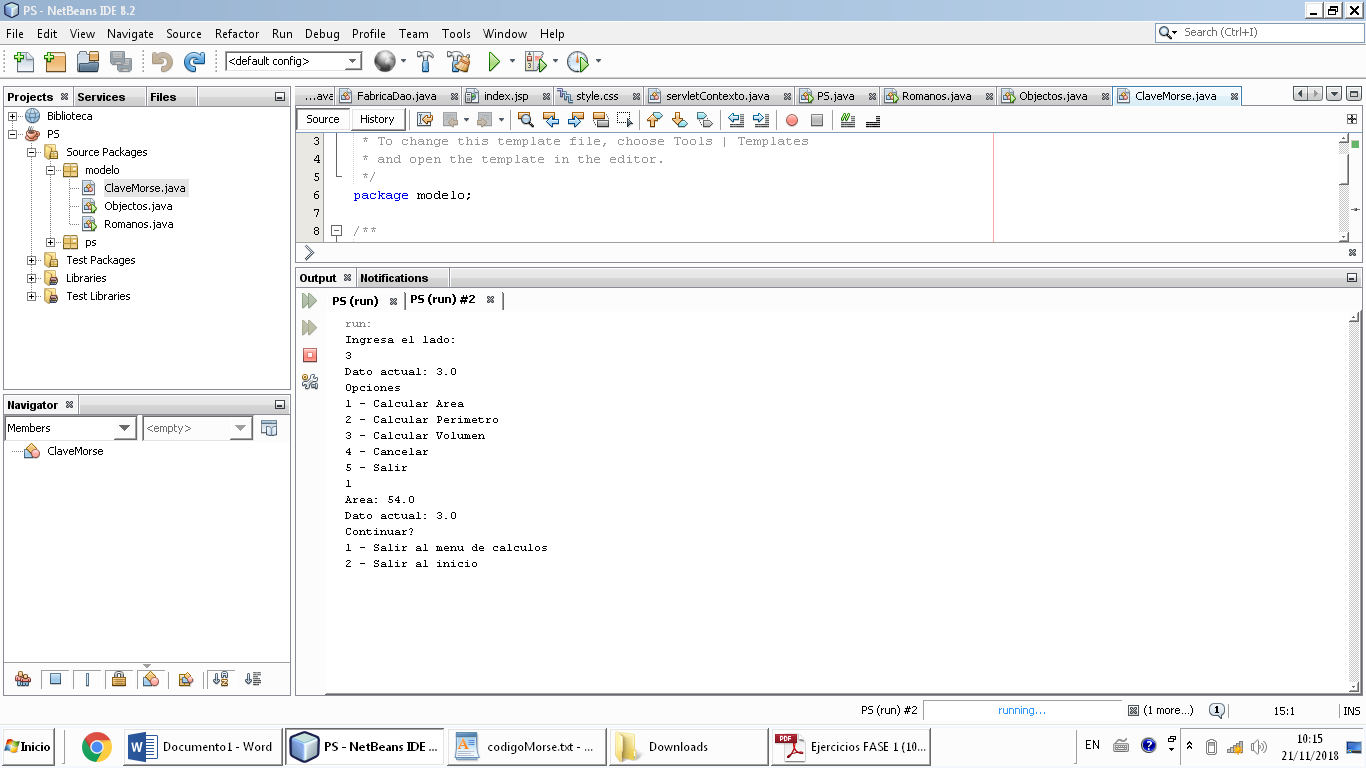 PS - NetBeans IDE 8.2
File Edit View Navigate Source Refactor Run Debug Profile Team Tools Window Help
Search (Ctrl+I)
<default config>
Projects Services Files
Biblioteca
PS
Source Packages
modelo
ClaveMorse.java
Objectos.java
Romanos.java
ps
Test Packages
Libraries
Test Libraries
...ava FabricaDao.java index.jsp style.css servletContexto.java PS.java Romanos.java Objectos.java ClaveMorse.java
Source History
3 * To change this template file, choose Tools | Templates
4 * and open the template in the editor.
5 */
6 package modelo;
7
8 /**
Navigator
Members <empty>
ClaveMorse
Output Notifications
PS (run) PS (run) #2
run:
Ingresa el lado:
3
Dato actual: 3.0
Opciones
1 - Calcular Area
2 - Calcular Perimetro
3 - Calcular Volumen
4 - Cancelar
5 - Salir
1
Area: 54.0
Dato actual: 3.0
Continuar?
1 - Salir al menu de calculos
2 - Salir al inicio
PS (run) #2 running... (1 more...) 1 15:1 INS
Inicio Documento1 - Word PS - NetBeans IDE ... codigoMorse.txt - ... Downloads Ejercicios FASE 1 (10... EN 10:15
21/11/2018